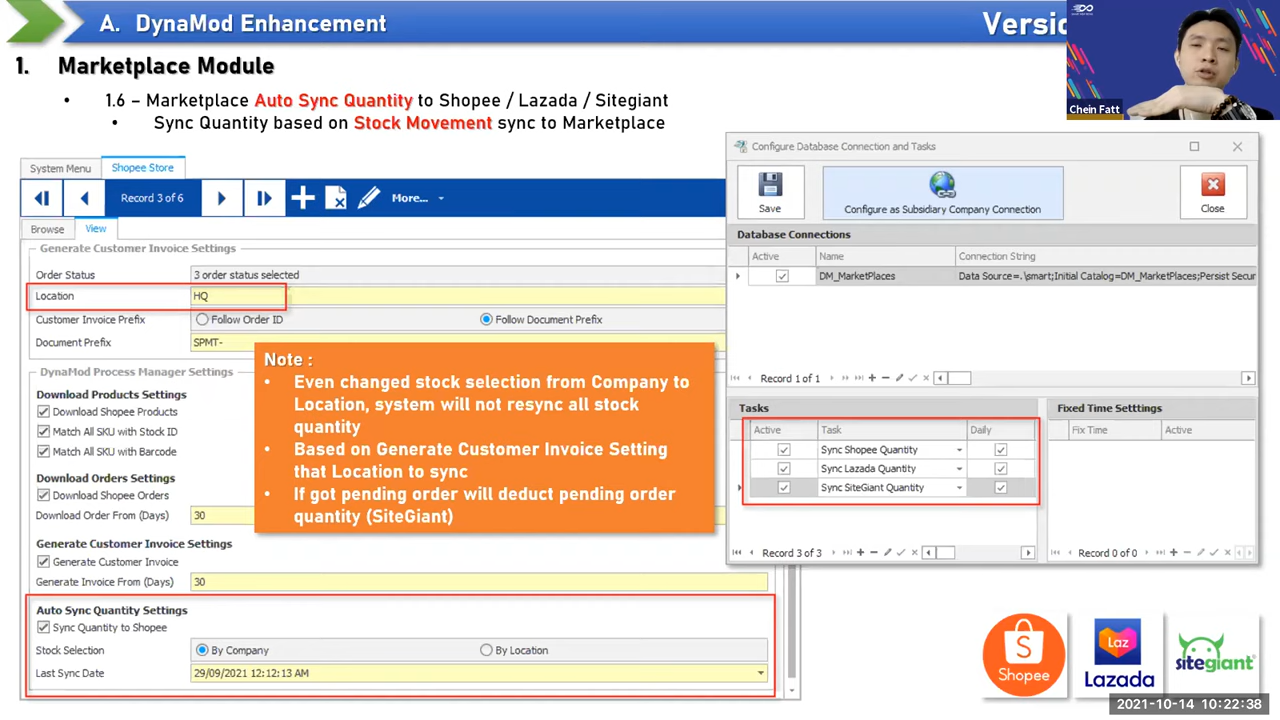 A. DynaMod Enhancement
Versio
Chein Fatt
1. Marketplace Module
• 1.6 – Marketplace Auto Sync Quantity to Shopee / Lazada / Sitegiant
• Sync Quantity based on Stock Movement sync to Marketplace
System Menu Shopee Store
Record 3 of 6 More...
Browse View
Generate Customer Invoice Settings
Order Status 3 order status selected
Location HQ
Customer Invoice Prefix Follow Order ID Follow Document Prefix
Document Prefix SPMT-
DynaMod Process Manager Settings
Download Products Settings
Download Shopee Products
Match All SKU with Stock ID
Match All SKU with Barcode
Download Orders Settings
Download Shopee Orders
Download Order From (Days) 30
Generate Customer Invoice Settings
Generate Customer Invoice
Generate Invoice From (Days) 30
Auto Sync Quantity Settings
Sync Quantity to Shopee
Stock Selection By Company By Location
Last Sync Date 29/09/2021 12:12:13 AM
Note :
• Even changed stock selection from Company to
Location, system will not resync all stock
quantity
• Based on Generate Customer Invoice Setting
that Location to sync
• If got pending order will deduct pending order
quantity (SiteGiant)
Configure Database Connection and Tasks
Save Configure as Subsidiary Company Connection Close
Database Connections
Active Name Connection String
DM_MarketPlaces Data Source=.\smart;Initial Catalog=DM_MarketPlaces;Persist Secur
Record 1 of 1
Tasks
Active Task Daily
Sync Shopee Quantity
Sync Lazada Quantity
Sync SiteGiant Quantity
Record 3 of 3
Fixed Time Setttings
Fix Time Active
Record 0 of 0
S
Shopee
Laz
Lazada
sitegiant
2021-10-14 10:22:38